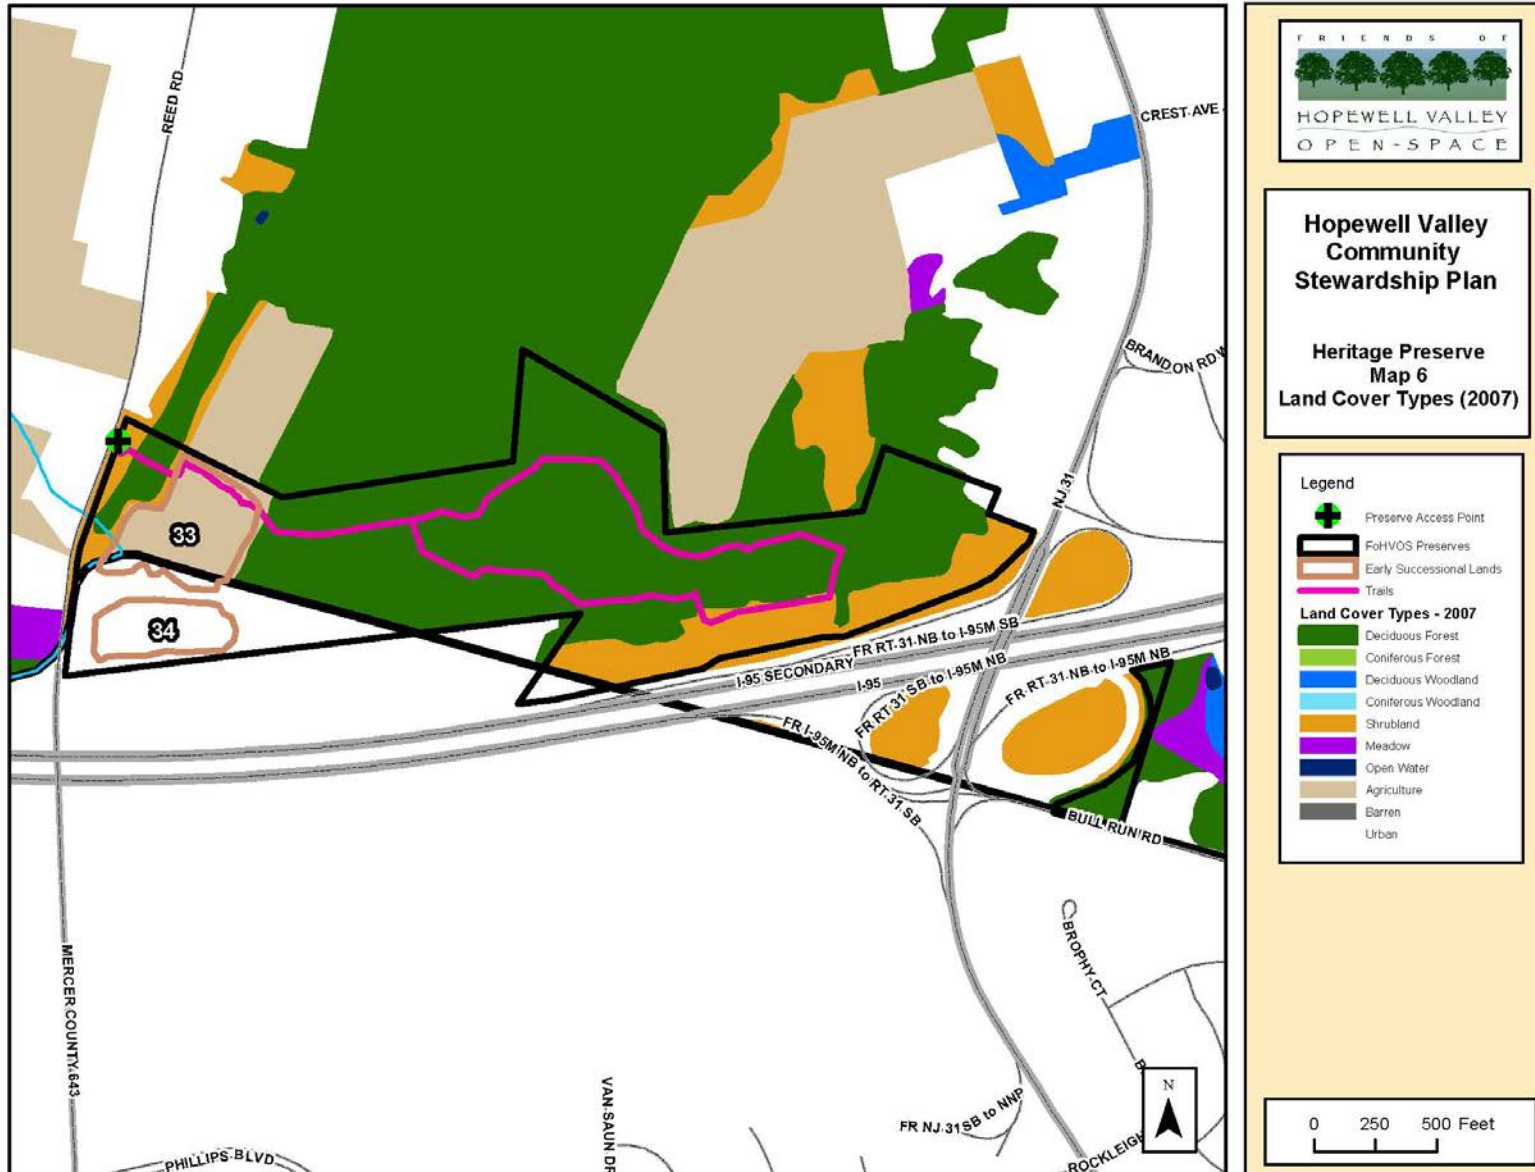 REED RD
CREST AVE
BRANDON RD W
NJ 31
33
34
FR RT 31 NB to I-95M SB
I-95 SECONDARY
I-95
FR RT 31 SB to I-95M NB
FR RT 31 NB to I-95M NB
FR I-95M NB to RT 31 SB
BULL RUN RD
MERCER COUNTY 643
BROPHY CT
B
VAN SAUN DR
FR NJ 31 SB to NNP
ROCKLEIGH
PHILLIPS BLVD
N
FRIENDS OF
HOPEWELL VALLEY
OPEN-SPACE
Hopewell Valley
Community
Stewardship Plan
Heritage Preserve
Map 6
Land Cover Types (2007)
Legend
Preserve Access Point
FoHVOS Preserves
Early Successional Lands
Trails
Land Cover Types - 2007
Deciduous Forest
Coniferous Forest
Deciduous Woodland
Coniferous Woodland
Shrubland
Meadow
Open Water
Agriculture
Barren
Urban
0 250 500 Feet